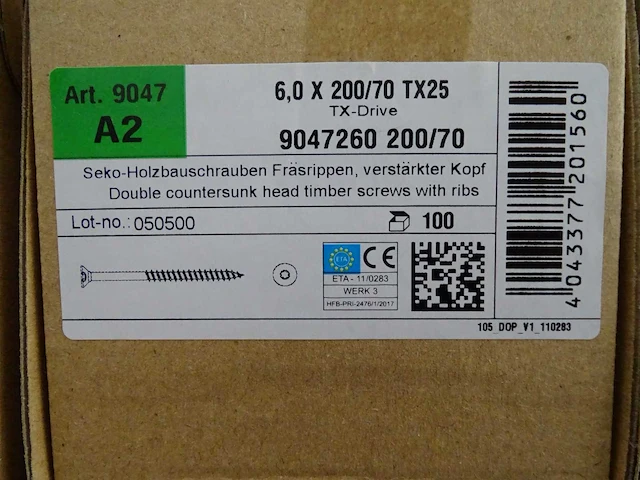 Art. 9047
A2
6,0 X 200/70 TX25
TX-Drive
9047260 200/70
Seko-Holzbauschrauben Fräsrippen, verstärkter Kopf
Double countersunk head timber screws with ribs
Lot-no.: 050500
100
ETA
CE
ETA - 11/0283
WERK 3
HFB-PRI-2476/1/2017
4 043377 201560
105_DOP_V1_110283